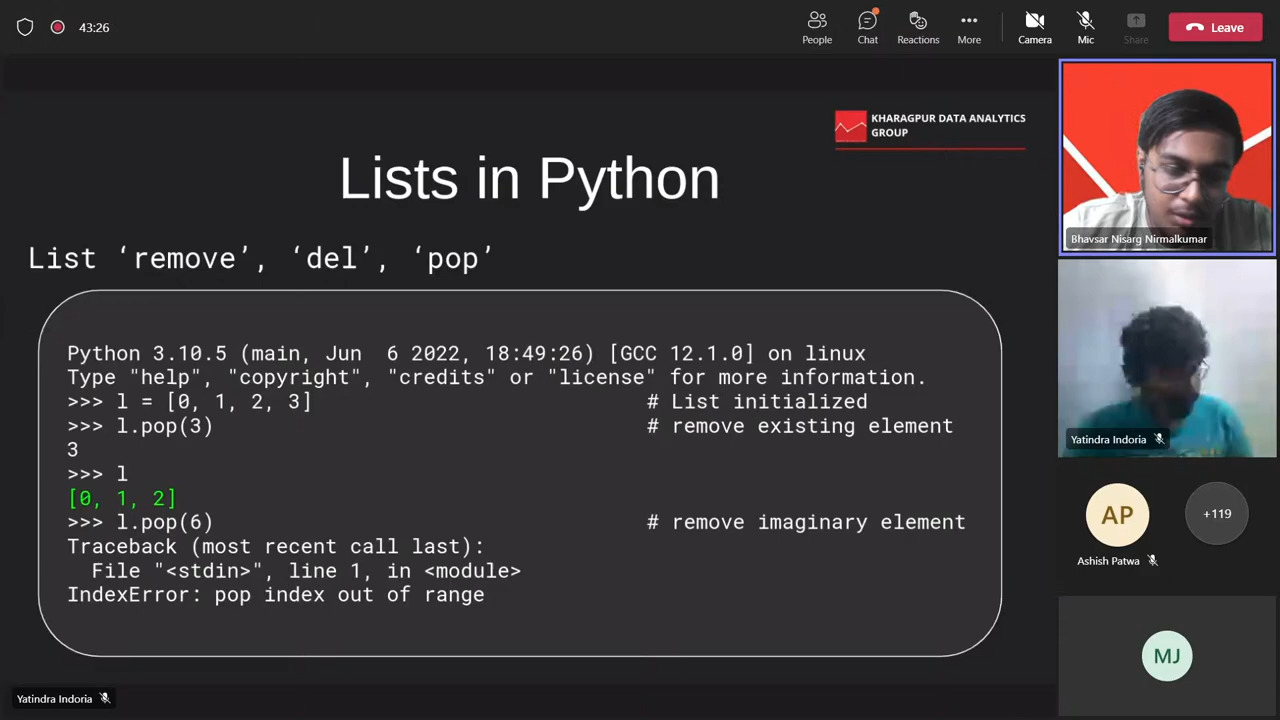 43:26
People
Chat
Reactions
More
Camera
Mic
Share
Leave
KHARAGPUR DATA ANALYTICS
GROUP
Lists in Python
List ‘remove’, ‘del’, ‘pop’
Python 3.10.5 (main, Jun  6 2022, 18:49:26) [GCC 12.1.0] on linux
Type "help", "copyright", "credits" or "license" for more information.
>>> l = [0, 1, 2, 3] # List initialized
>>> l.pop(3) # remove existing element
3
>>> l
[0, 1, 2]
>>> l.pop(6) # remove imaginary element
Traceback (most recent call last):
  File "<stdin>", line 1, in <module>
IndexError: pop index out of range
Yatindra Indoria
Bhavsar Nisarg Nirmalkumar
Yatindra Indoria
AP
+119
Ashish Patwa
MJ